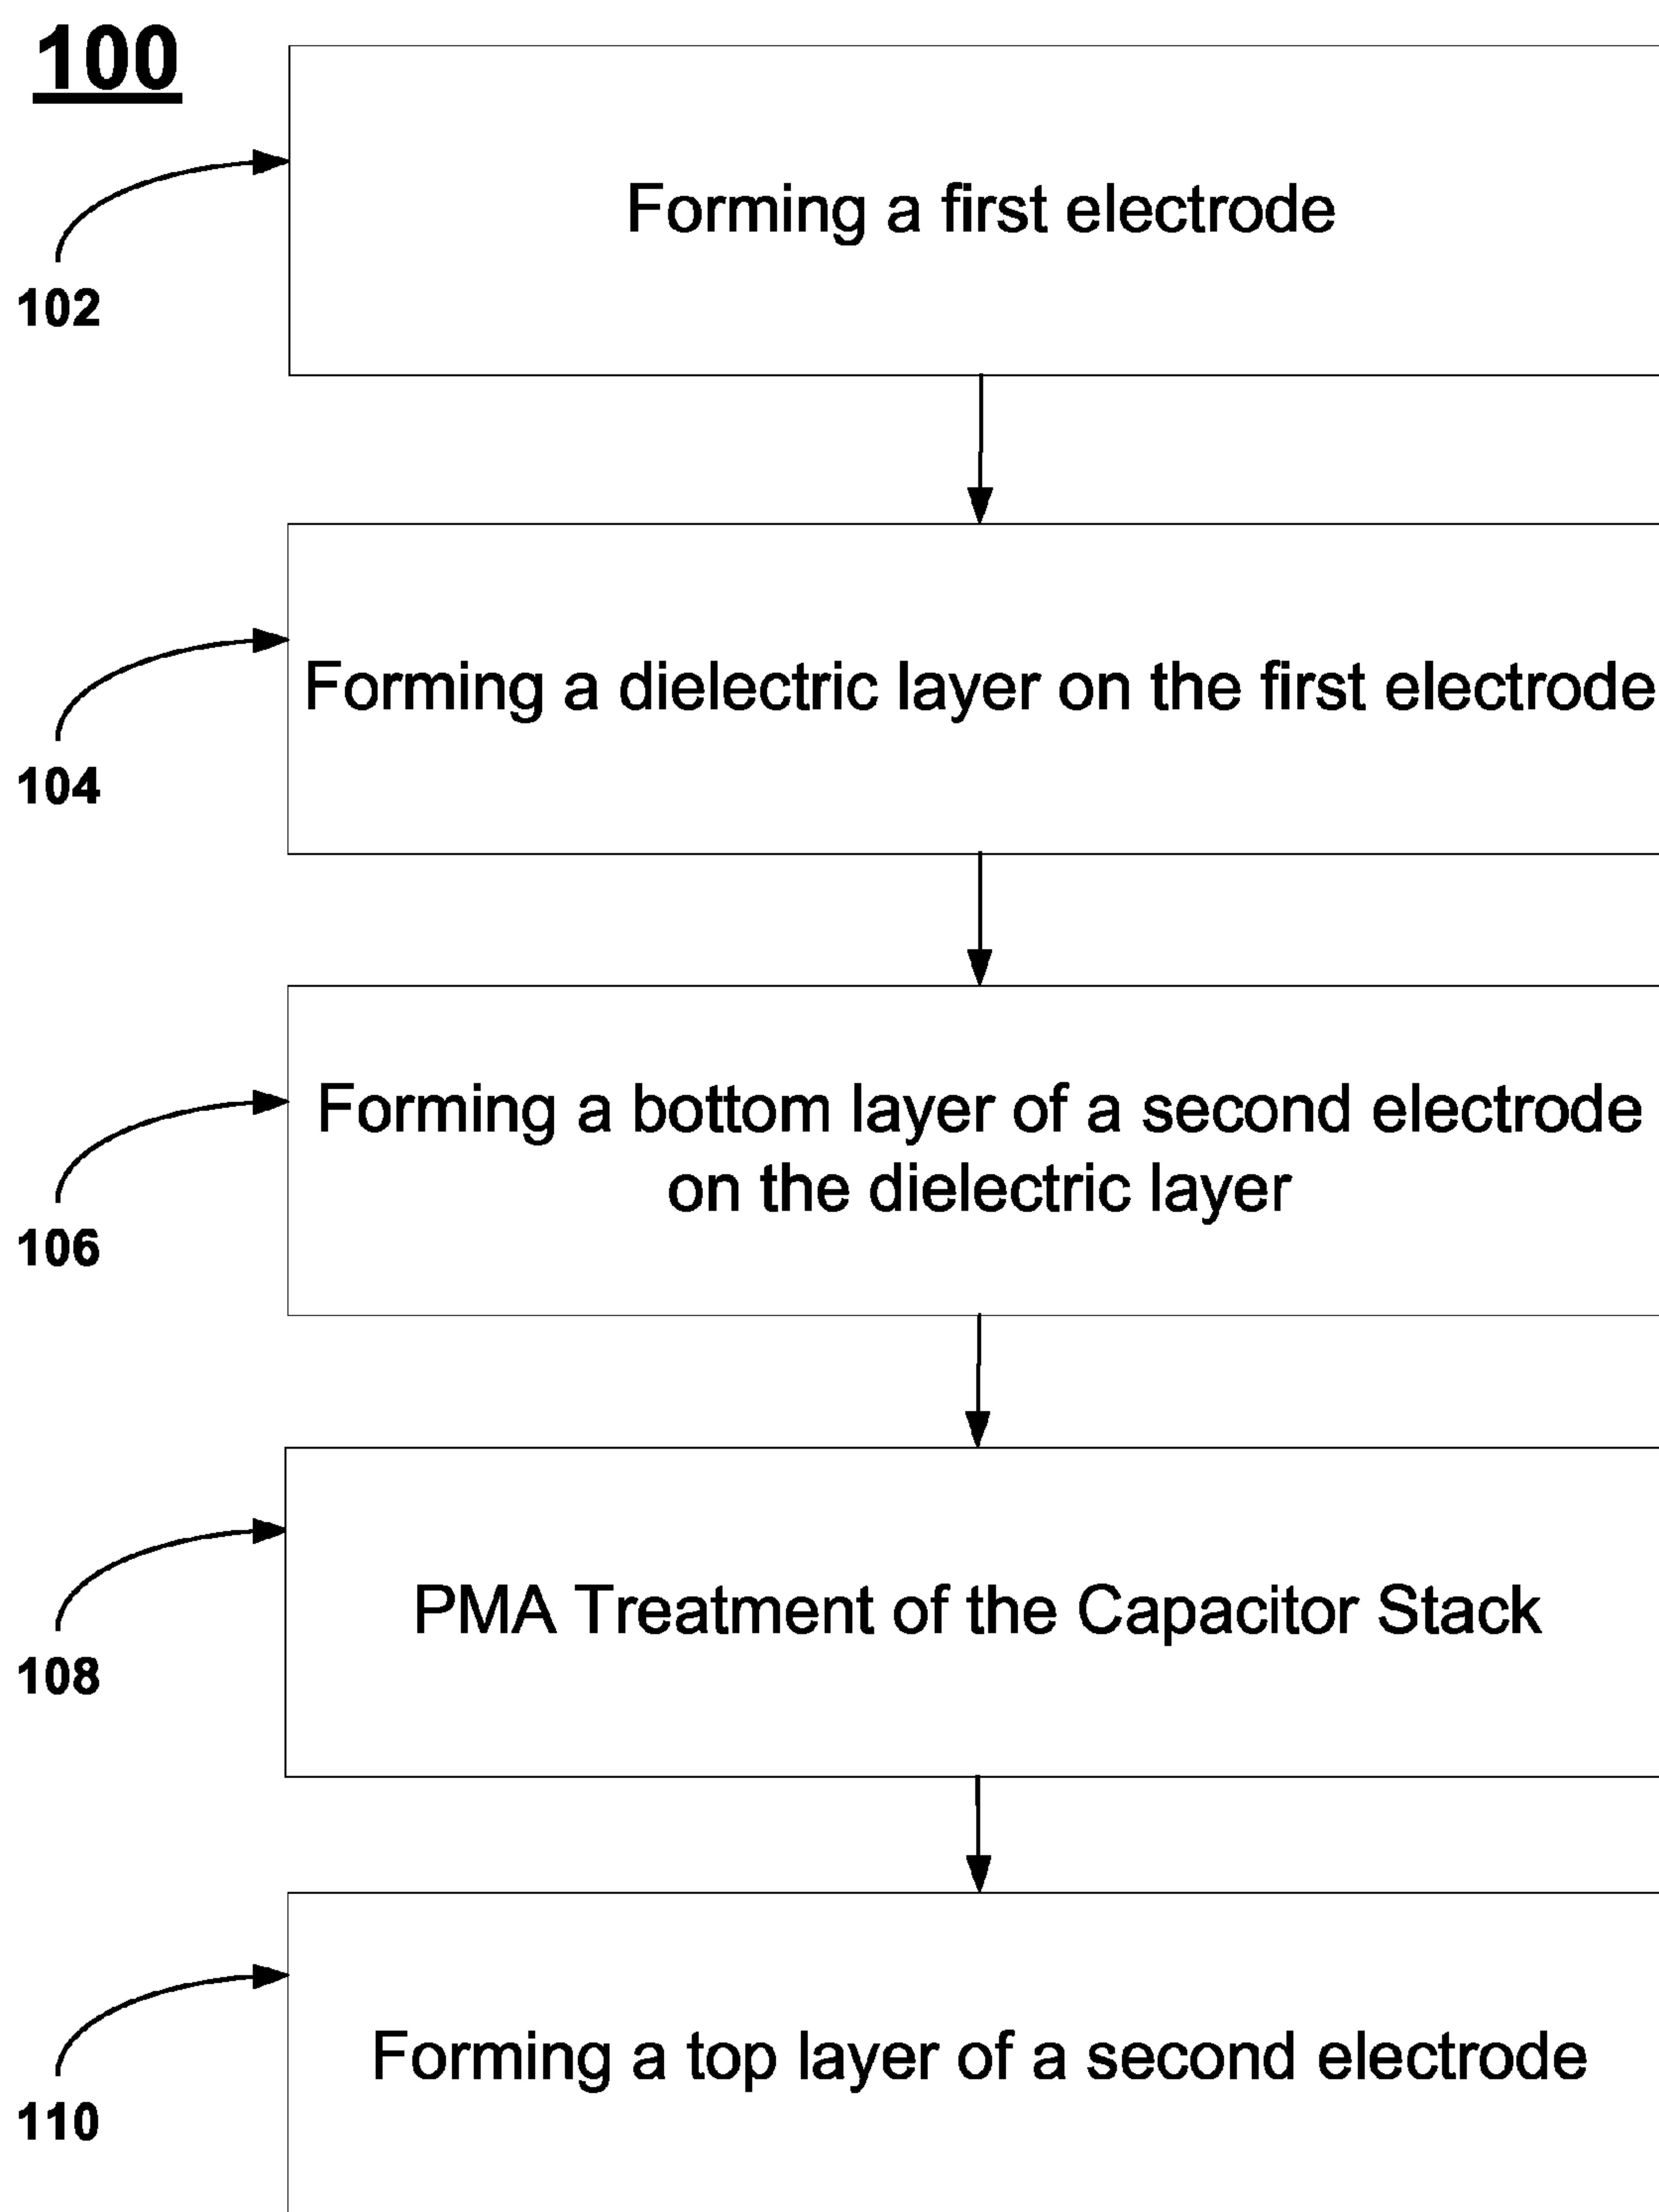 100
Forming a first electrode
102
Forming a dielectric layer on the first electrode
104
Forming a bottom layer of a second electrode
on the dielectric layer
106
PMA Treatment of the Capacitor Stack
108
Forming a top layer of a second electrode
110